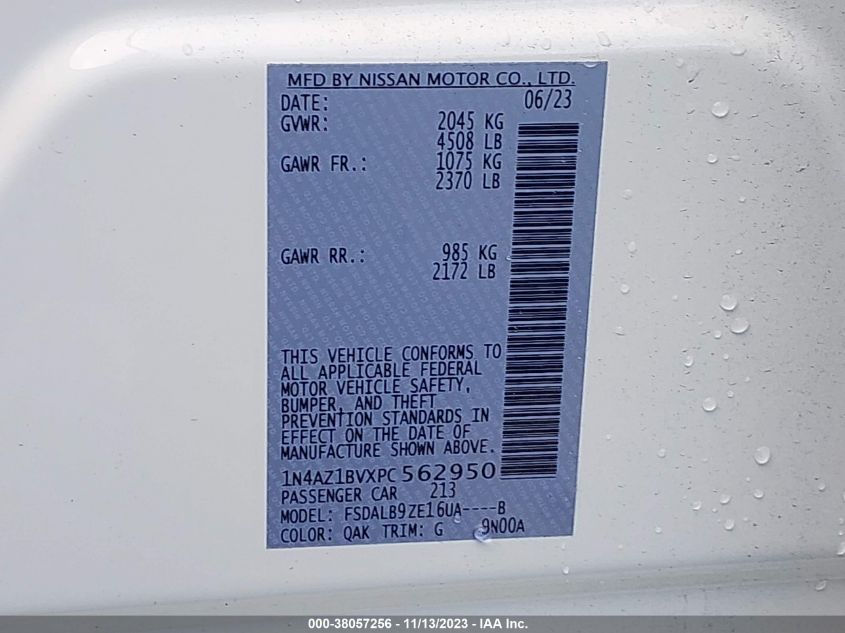 MFD BY NISSAN MOTOR CO., LTD.
DATE: 06/23
GVWR: 2045 KG
4508 LB
GAWR FR.: 1075 KG
2370 LB
GAWR RR.: 985 KG
2172 LB
THIS VEHICLE CONFORMS TO
ALL APPLICABLE FEDERAL
MOTOR VEHICLE SAFETY,
BUMPER, AND THEFT
PREVENTION STANDARDS IN
EFFECT ON THE DATE OF
MANUFACTURE SHOWN ABOVE.
1N4AZ1BVXPC562950
PASSENGER CAR 213
MODEL: FSDALB9ZE16UA----B
COLOR: QAK TRIM: G 9N00A
000-38057256 - 11/13/2023 - IAA Inc.